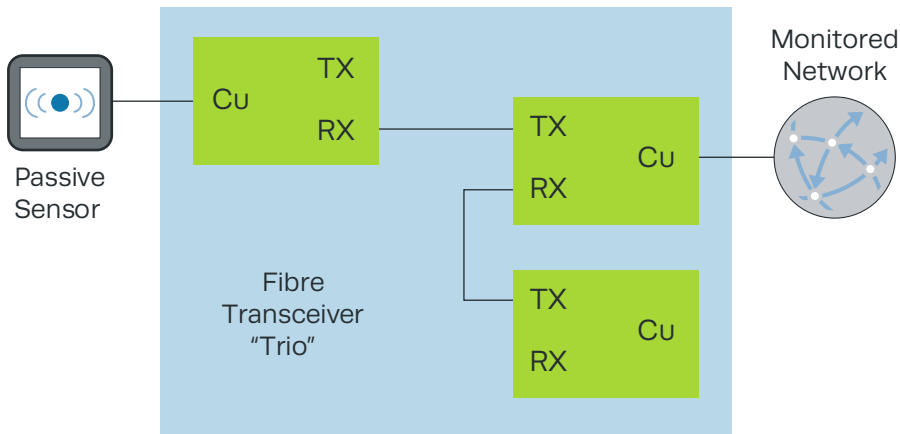 Passive
Sensor
Cu
TX
RX
TX
RX
Cu
Monitored
Network
Fibre
Transceiver
“Trio”
TX
RX
Cu